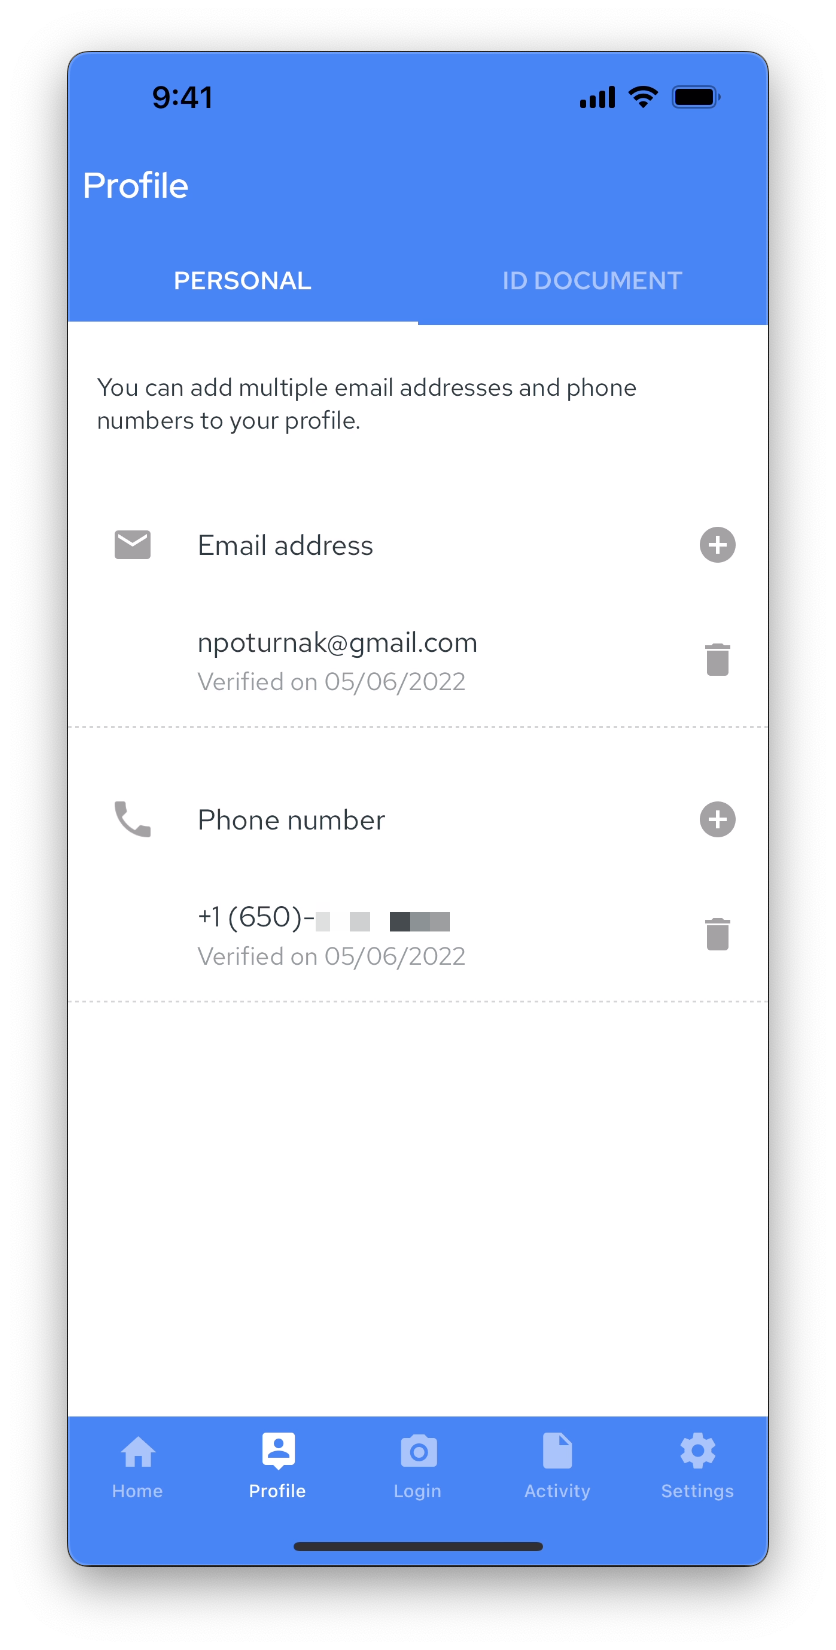 9:41
Profile
PERSONAL
ID DOCUMENT
You can add multiple email addresses and phone
numbers to your profile.
Email address
npoturnak@gmail.com
Verified on 05/06/2022
Phone number
+1 (650)-
Verified on 05/06/2022
Home
Profile
Login
Activity
Settings